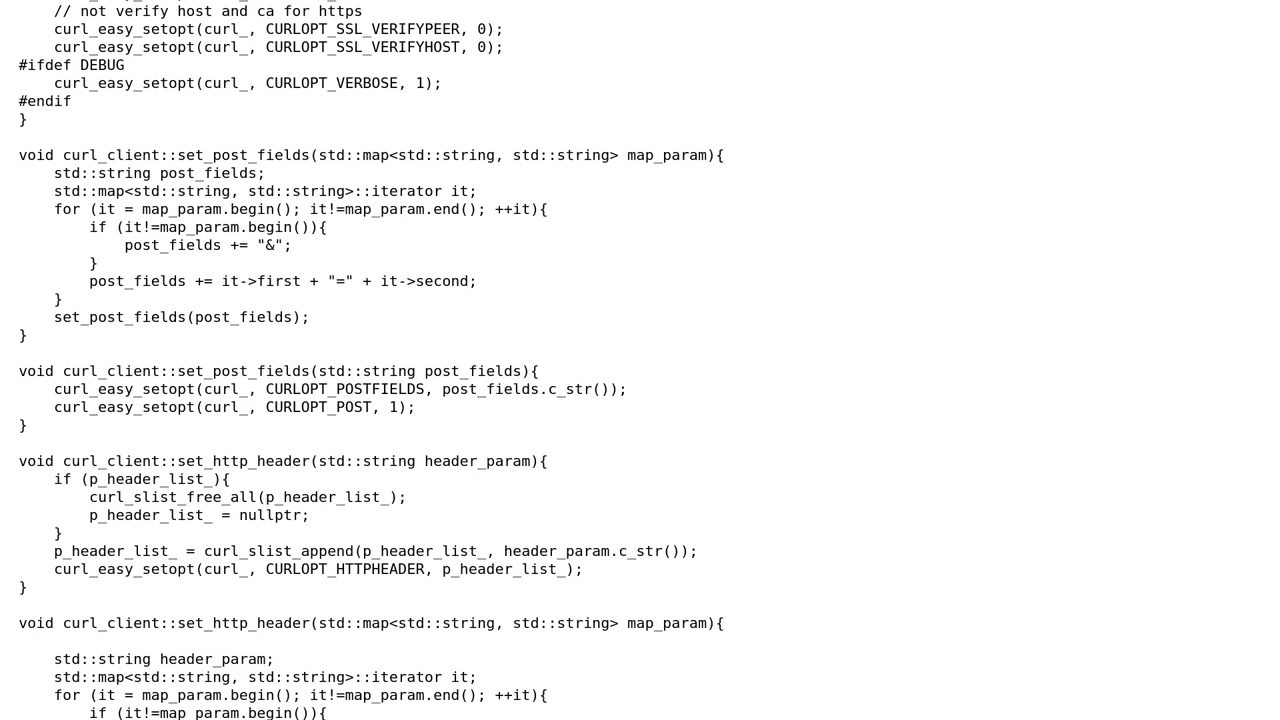 // not verify host and ca for https
    curl_easy_setopt(curl_, CURLOPT_SSL_VERIFYPEER, 0);
    curl_easy_setopt(curl_, CURLOPT_SSL_VERIFYHOST, 0);
#ifdef DEBUG
    curl_easy_setopt(curl_, CURLOPT_VERBOSE, 1);
#endif
}

void curl_client::set_post_fields(std::map<std::string, std::string> map_param){
    std::string post_fields;
    std::map<std::string, std::string>::iterator it;
    for (it = map_param.begin(); it!=map_param.end(); ++it){
        if (it!=map_param.begin()){
            post_fields += "&";
        }
        post_fields += it->first + "=" + it->second;
    }
    set_post_fields(post_fields);
}

void curl_client::set_post_fields(std::string post_fields){
    curl_easy_setopt(curl_, CURLOPT_POSTFIELDS, post_fields.c_str());
    curl_easy_setopt(curl_, CURLOPT_POST, 1);
}

void curl_client::set_http_header(std::string header_param){
    if (p_header_list_){
        curl_slist_free_all(p_header_list_);
        p_header_list_ = nullptr;
    }
    p_header_list_ = curl_slist_append(p_header_list_, header_param.c_str());
    curl_easy_setopt(curl_, CURLOPT_HTTPHEADER, p_header_list_);
}

void curl_client::set_http_header(std::map<std::string, std::string> map_param){

    std::string header_param;
    std::map<std::string, std::string>::iterator it;
    for (it = map_param.begin(); it!=map_param.end(); ++it){
        if (it!=map_param.begin()){